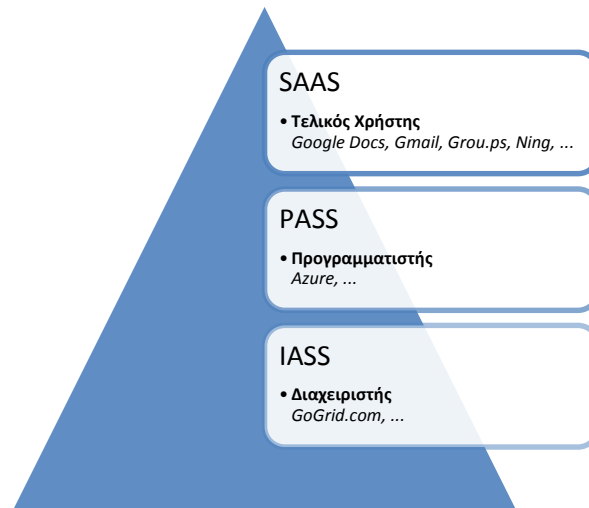 SAAS
• Τελικός Χρήστης
Google Docs, Gmail, Grou.ps, Ning, ...
PASS
• Προγραμματιστής
Azure, ...
IASS
• Διαχειριστής
GoGrid.com, ...